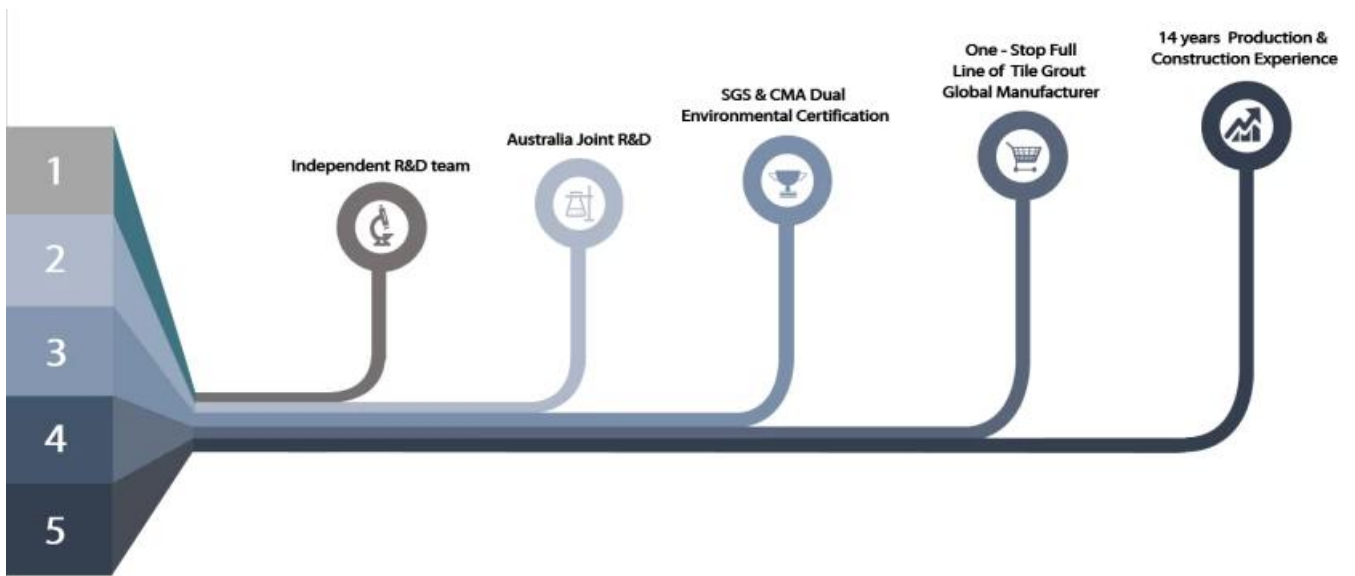 1
2
3
4
5
Independent R&D team
Australia Joint R&D
SGS & CMA Dual
Environmental Certification
One - Stop Full
Line of Tile Grout
Global Manufacturer
14 years Production &
Construction Experience